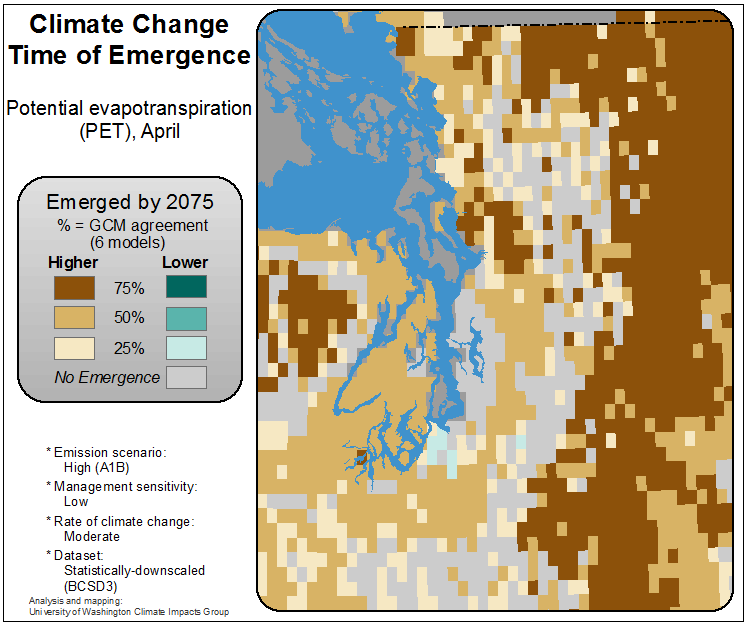 Climate Change
Time of Emergence
Potential evapotranspiration
(PET), April
Emerged by 2075
% = GCM agreement
(6 models)
Higher Lower
75%
50%
25%
No Emergence
* Emission scenario:
High (A1B)
* Management sensitivity:
Low
* Rate of climate change:
Moderate
* Dataset:
Statistically-downscaled
(BCSD3)
Analysis and mapping:
University of Washington Climate Impacts Group